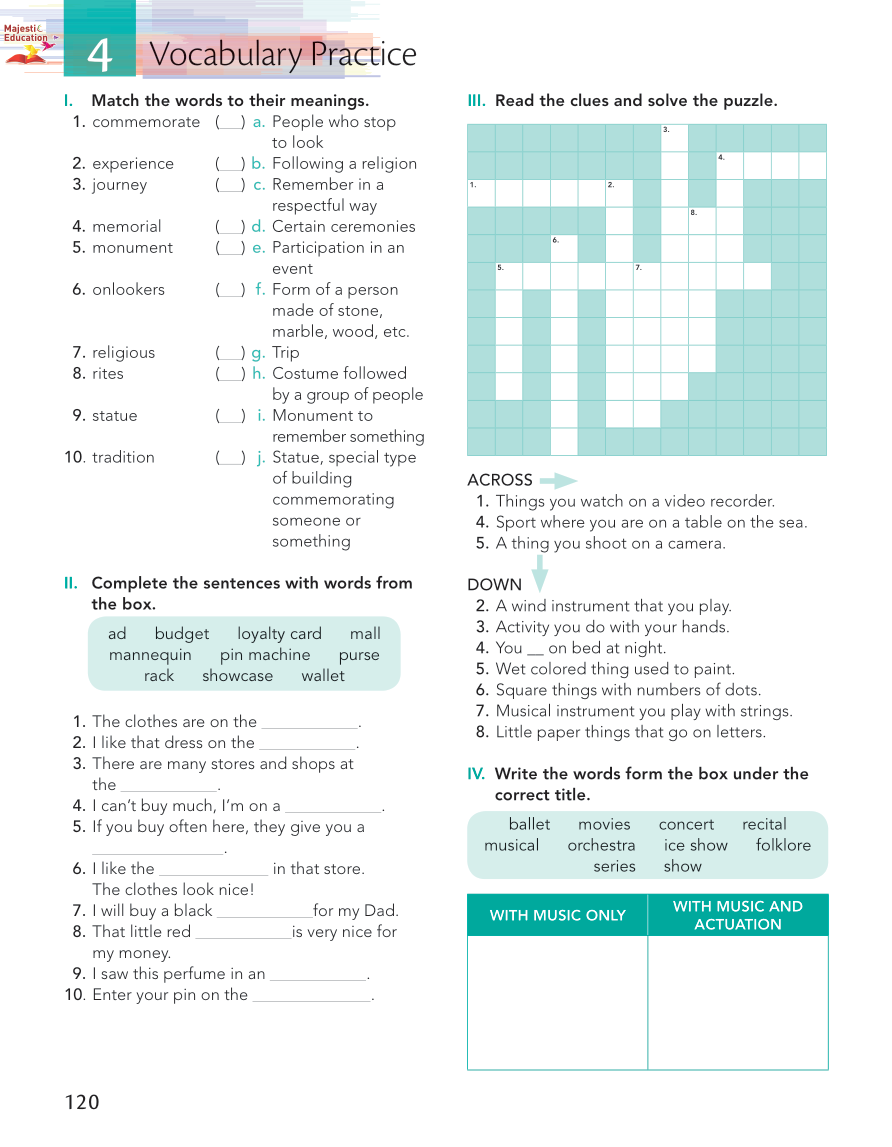 Majestic
Education
4 Vocabulary Practice
I. Match the words to their meanings.
1. commemorate (__) a. People who stop
to look
2. experience (__) b. Following a religion
3. journey (__) c. Remember in a
respectful way
4. memorial (__) d. Certain ceremonies
5. monument (__) e. Participation in an
event
6. onlookers (__) f. Form of a person
made of stone,
marble, wood, etc.
7. religious (__) g. Trip
8. rites (__) h. Costume followed
by a group of people
9. statue (__) i. Monument to
remember something
10. tradition (__) j. Statue, special type
of building
commemorating
someone or
something
II. Complete the sentences with words from
the box.
ad budget loyalty card mall
mannequin pin machine purse
rack showcase wallet
1. The clothes are on the ____________.
2. I like that dress on the ____________.
3. There are many stores and shops at
the ____________.
4. I can't buy much, I'm on a ____________.
5. If you buy often here, they give you a
________________.
6. I like the ______________ in that store.
The clothes look nice!
7. I will buy a black ____________for my Dad.
8. That little red ____________is very nice for
my money.
9. I saw this perfume in an ____________.
10. Enter your pin on the _______________.
III. Read the clues and solve the puzzle.
3.
4.
1. 2.
8.
6.
5. 7.
ACROSS
1. Things you watch on a video recorder.
4. Sport where you are on a table on the sea.
5. A thing you shoot on a camera.
DOWN
2. A wind instrument that you play.
3. Activity you do with your hands.
4. You __ on bed at night.
5. Wet colored thing used to paint.
6. Square things with numbers of dots.
7. Musical instrument you play with strings.
8. Little paper things that go on letters.
IV. Write the words form the box under the
correct title.
ballet movies concert recital
musical orchestra ice show folklore
series show
WITH MUSIC ONLY
WITH MUSIC AND
ACTUATION
120